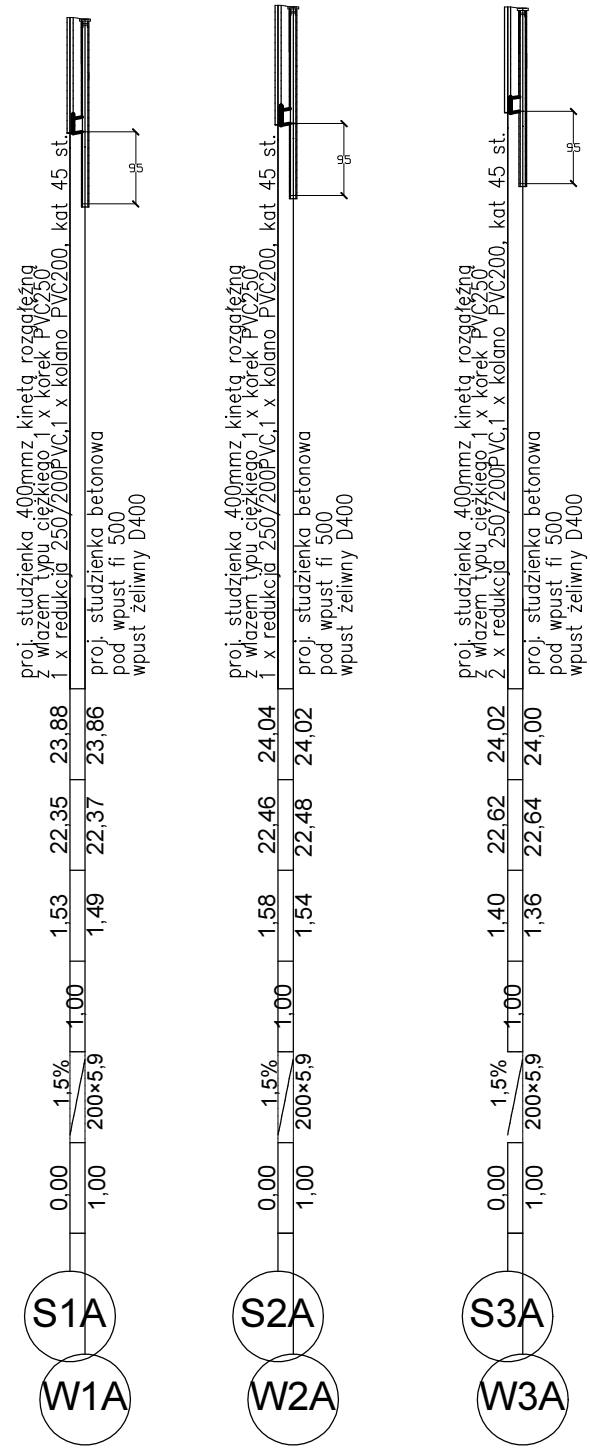 95
proj. studzienka 400mmz kinetą rozgałęźną
z włazem typu ciężkiego 1 x korek PVC250
1 x redukcja 250/200PVC,1 x kolano PVC200, kat 45 st.
proj. studzienka betonowa
pod wpust fi 500
wpust żeliwny D400
23,88
23,86
22,35
22,37
1,53
1,49
1,00
1,5%
200×5,9
0,00
1,00
S1A
W1A
95
proj. studzienka 400mmz kinetą rozgałęźną
z włazem typu ciężkiego 1 x korek PVC250
1 x redukcja 250/200PVC,1 x kolano PVC200, kat 45 st.
proj. studzienka betonowa
pod wpust fi 500
wpust żeliwny D400
24,04
24,02
22,46
22,48
1,58
1,54
1,00
1,5%
200×5,9
0,00
1,00
S2A
W2A
95
proj. studzienka 400mmz kinetą rozgałęźną
z włazem typu ciężkiego 1 x korek PVC250
2 x redukcja 250/200PVC,1 x kolano PVC200, kat 45 st.
proj. studzienka betonowa
pod wpust fi 500
wpust żeliwny D400
24,02
24,00
22,62
22,64
1,40
1,36
1,00
1,5%
200×5,9
0,00
1,00
S3A
W3A